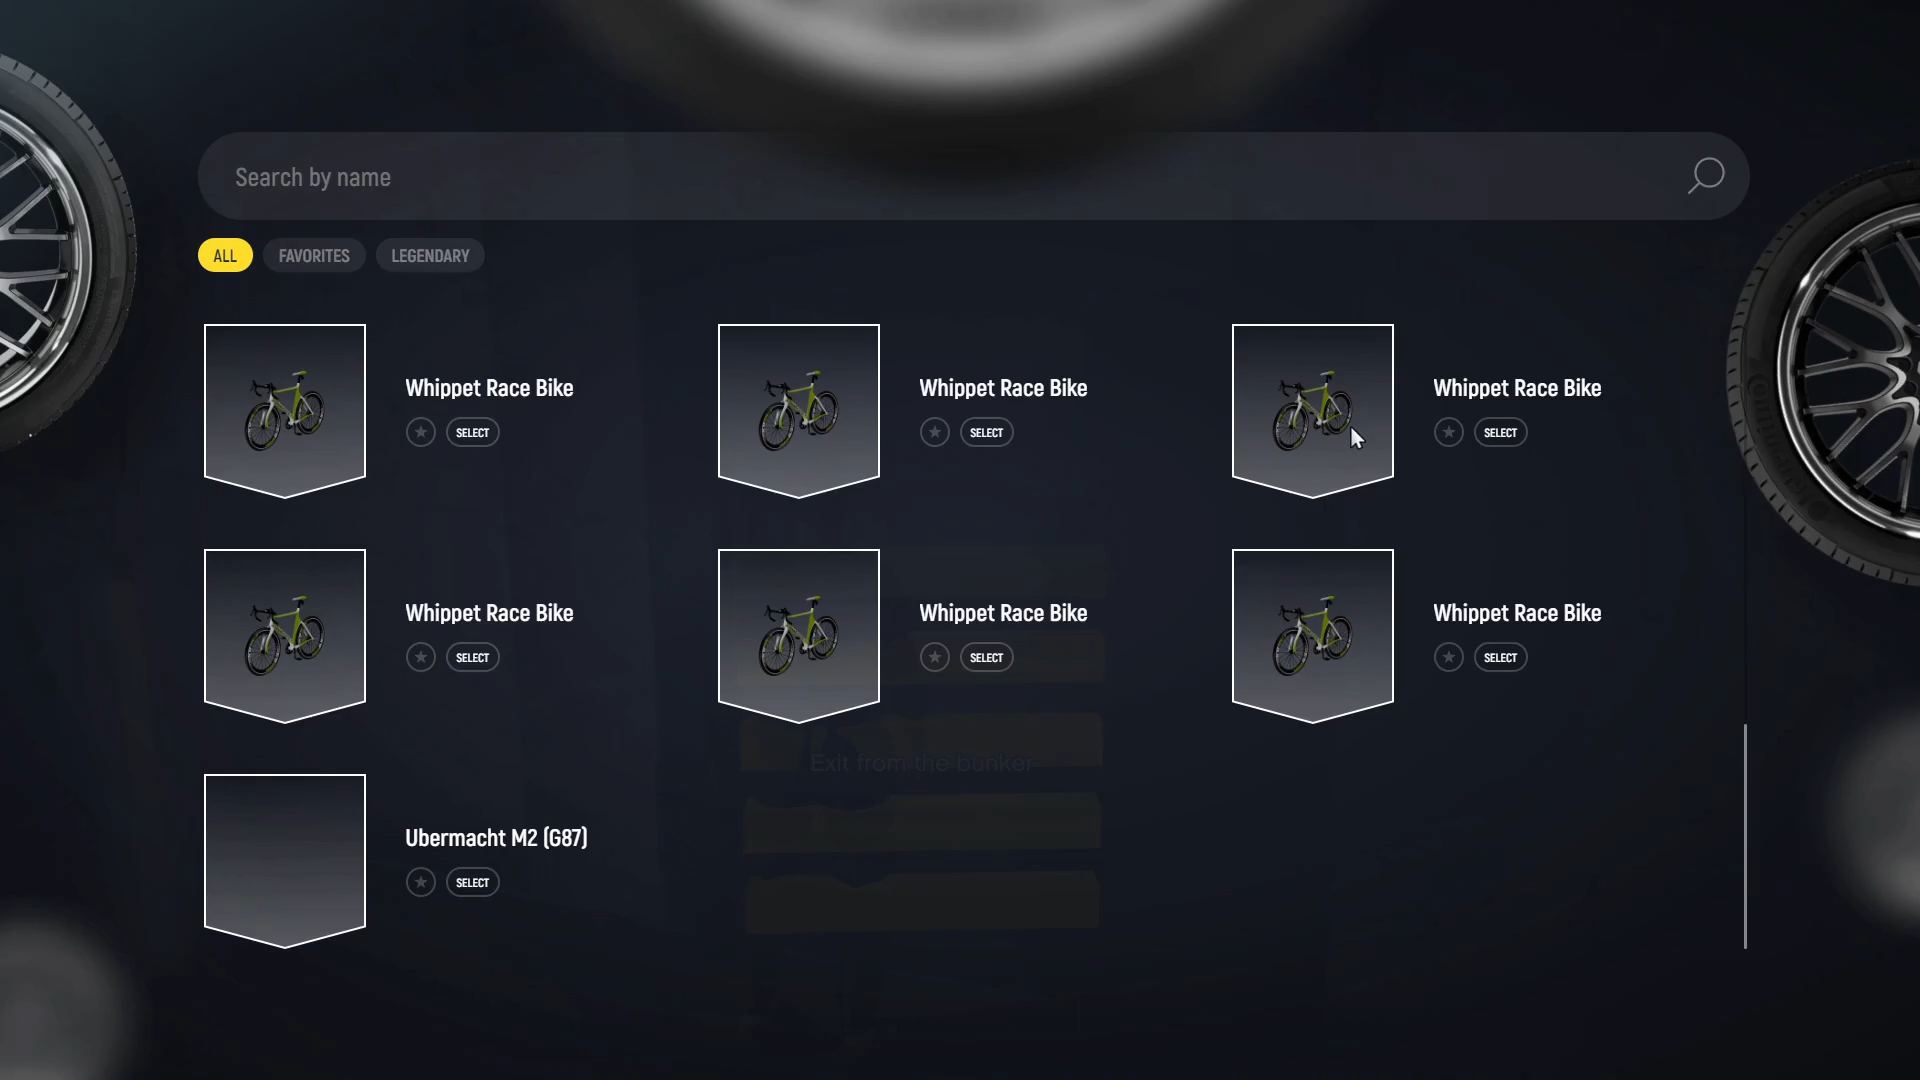 Search by name
ALL FAVORITES LEGENDARY
Whippet Race Bike
SELECT
Whippet Race Bike
SELECT
Whippet Race Bike
SELECT
Whippet Race Bike
SELECT
Whippet Race Bike
SELECT
Whippet Race Bike
SELECT
Exit from the bunker
Ubermacht M2 (G87)
SELECT